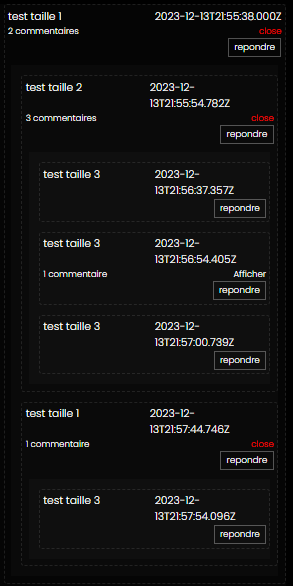 test taille 1 2023-12-13T21:55:38.000Z
2 commentaires close
repondre
test taille 2 2023-12-
13T21:55:54.782Z
3 commentaires close
repondre
test taille 3 2023-12-
13T21:56:37.357Z
repondre
test taille 3 2023-12-
13T21:56:54.405Z
1 commentaire Afficher
repondre
test taille 3 2023-12-
13T21:57:00.739Z
repondre
test taille 1 2023-12-
13T21:57:44.746Z
1 commentaire close
repondre
test taille 3 2023-12-
13T21:57:54.096Z
repondre